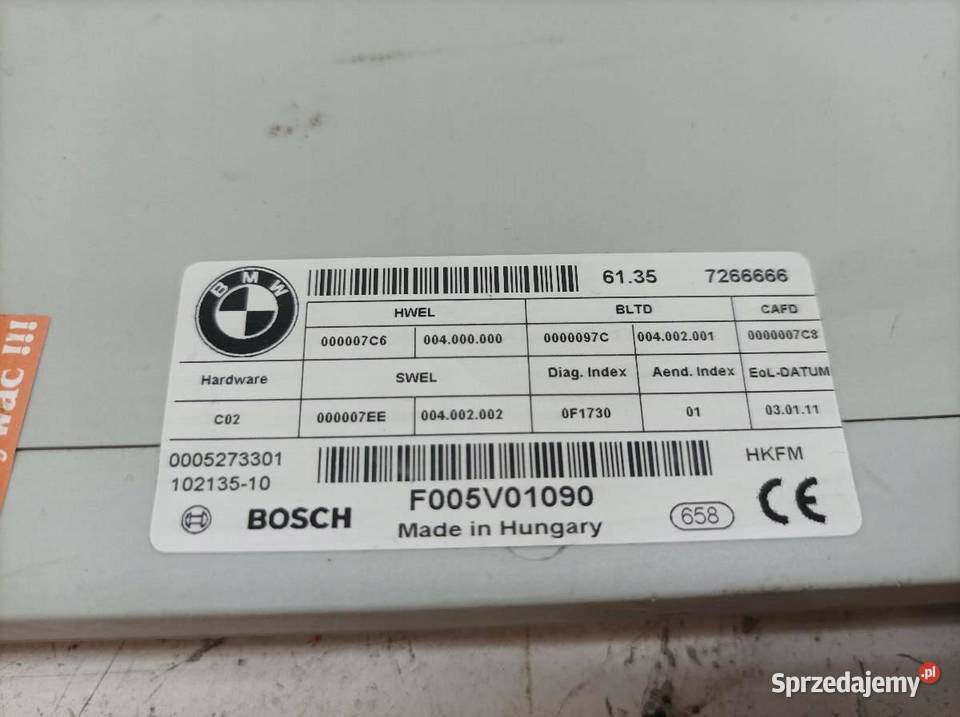 BMW
61.35 7266666
HWEL BLTD CAFD
000007C6 004.000.000 0000097C 004.002.001 0000007C8
Hardware SWEL Diag. Index Aend. Index EoL-DATUM
C02 000007EE 004.002.002 0F1730 01 03.01.11
0005273301 HKFM
102135-10
F005V01090
BOSCH Made in Hungary 658 CE
wac !!!
Sprzedajemy.pl